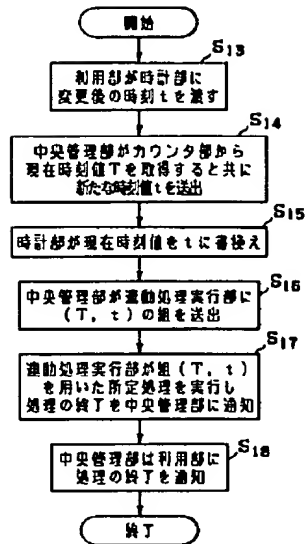 開始
S13
利用部が時計部に
変更後の時刻tを渡す
S14
中央管理部がカウンタ部から
現在時刻値Tを取得すると共に
新たな時刻値tを送出
S15
時計部が現在時刻値をtに書換え
S16
中央管理部が連動処理実行部に
(T, t)の組を送出
S17
連動処理実行部が組(T, t)
を用いた所定処理を実行し
処理の終了を中央管理部に通知
S18
中央管理部は利用部に
処理の終了を通知
終了